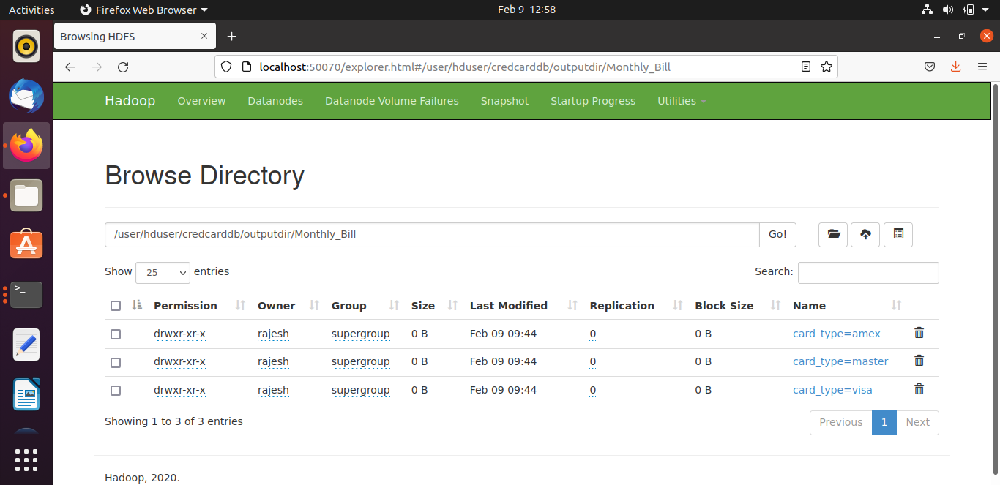 Activities Firefox Web Browser Feb 9 12:58
Browsing HDFS
localhost:50070/explorer.html#/user/hduser/credcarddb/outputdir/Monthly_Bill
Hadoop Overview Datanodes Datanode Volume Failures Snapshot Startup Progress Utilities
Browse Directory
/user/hduser/credcarddb/outputdir/Monthly_Bill Go!
Show 25 entries Search:
Permission Owner Group Size Last Modified Replication Block Size Name
drwxr-xr-x rajesh supergroup 0 B Feb 09 09:44 0 0 B card_type=amex
drwxr-xr-x rajesh supergroup 0 B Feb 09 09:44 0 0 B card_type=master
drwxr-xr-x rajesh supergroup 0 B Feb 09 09:44 0 0 B card_type=visa
Showing 1 to 3 of 3 entries Previous 1 Next
Hadoop, 2020.